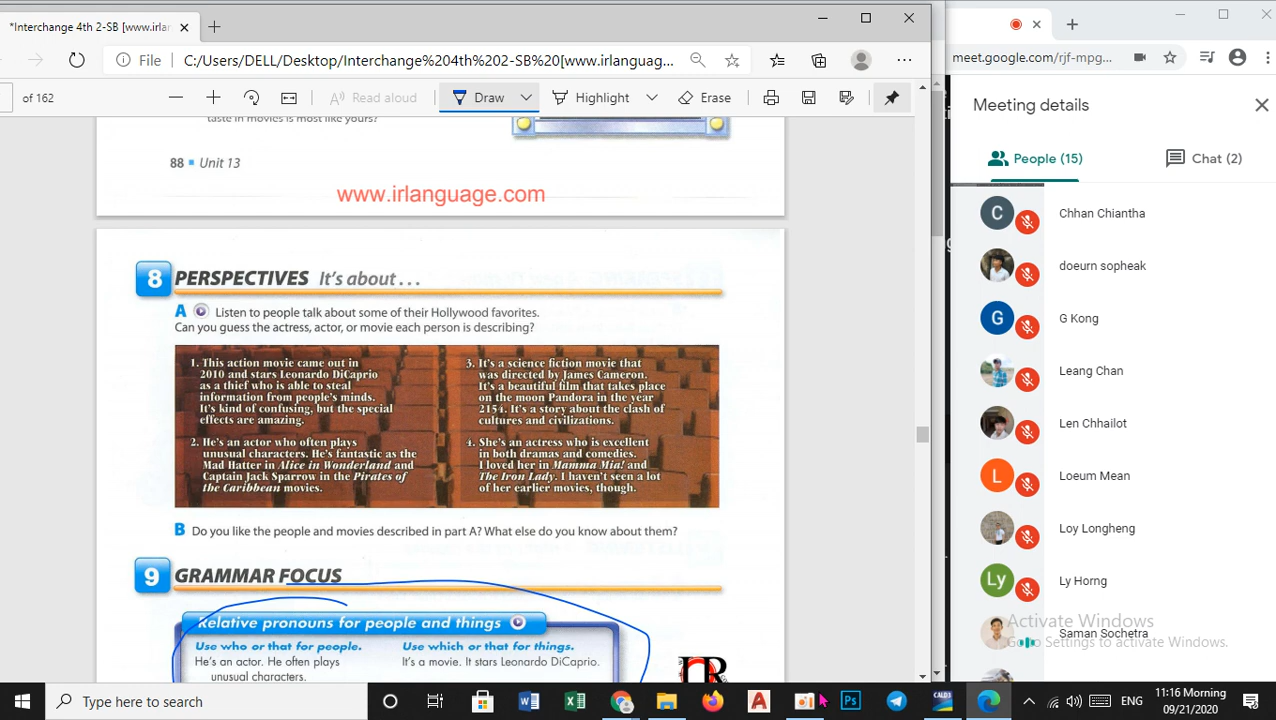 *Interchange 4th 2-SB [www.irlar
File C:/Users/DELL/Desktop/Interchange%204th%202-SB%20[www.irlanguag...
meet.google.com/rjf-mpg...
of 162
Read aloud
Draw
Highlight
Erase
taste in movies is most like yours?
88 Unit 13
www.irlanguage.com
8 PERSPECTIVES It's about . . .
A Listen to people talk about some of their Hollywood favorites.
Can you guess the actress, actor, or movie each person is describing?
1. This action movie came out in
2010 and stars Leonardo DiCaprio
as a thief who is able to steal
information from people's minds.
It's kind of confusing, but the special
effects are amazing.
2. He's an actor who often plays
unusual characters. He's fantastic as the
Mad Hatter in Alice in Wonderland and
Captain Jack Sparrow in the Pirates of
the Caribbean movies.
3. It's a science fiction movie that
was directed by James Cameron.
It's a beautiful film that takes place
on the moon Pandora in the year
2154. It's a story about the clash of
cultures and civilizations.
4. She's an actress who is excellent
in both dramas and comedies.
I loved her in Mamma Mia! and
The Iron Lady. I haven't seen a lot
of her earlier movies, though.
B Do you like the people and movies described in part A? What else do you know about them?
9 GRAMMAR FOCUS
Relative pronouns for people and things
Use who or that for people.
He's an actor. He often plays
unusual characters.
Use which or that for things.
It's a movie. It stars Leonardo DiCaprio.
Meeting details
People (15)
Chat (2)
C Chhan Chiantha
doeurn sopheak
G G Kong
Leang Chan
Len Chhailot
L Loeum Mean
Loy Longheng
Ly Ly Horng
Saman Sochetra
Activate Windows
Go to Settings to activate Windows.
Type here to search
CALD3
ENG
11:16 Morning
09/21/2020